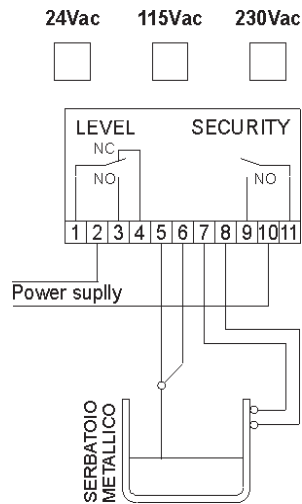 24Vac 115Vac 230Vac
LEVEL SECURITY
NC
NO NO
1 2 3 4 5 6 7 8 9 10 11
Power suplly
SERBATOIO
METALLICO